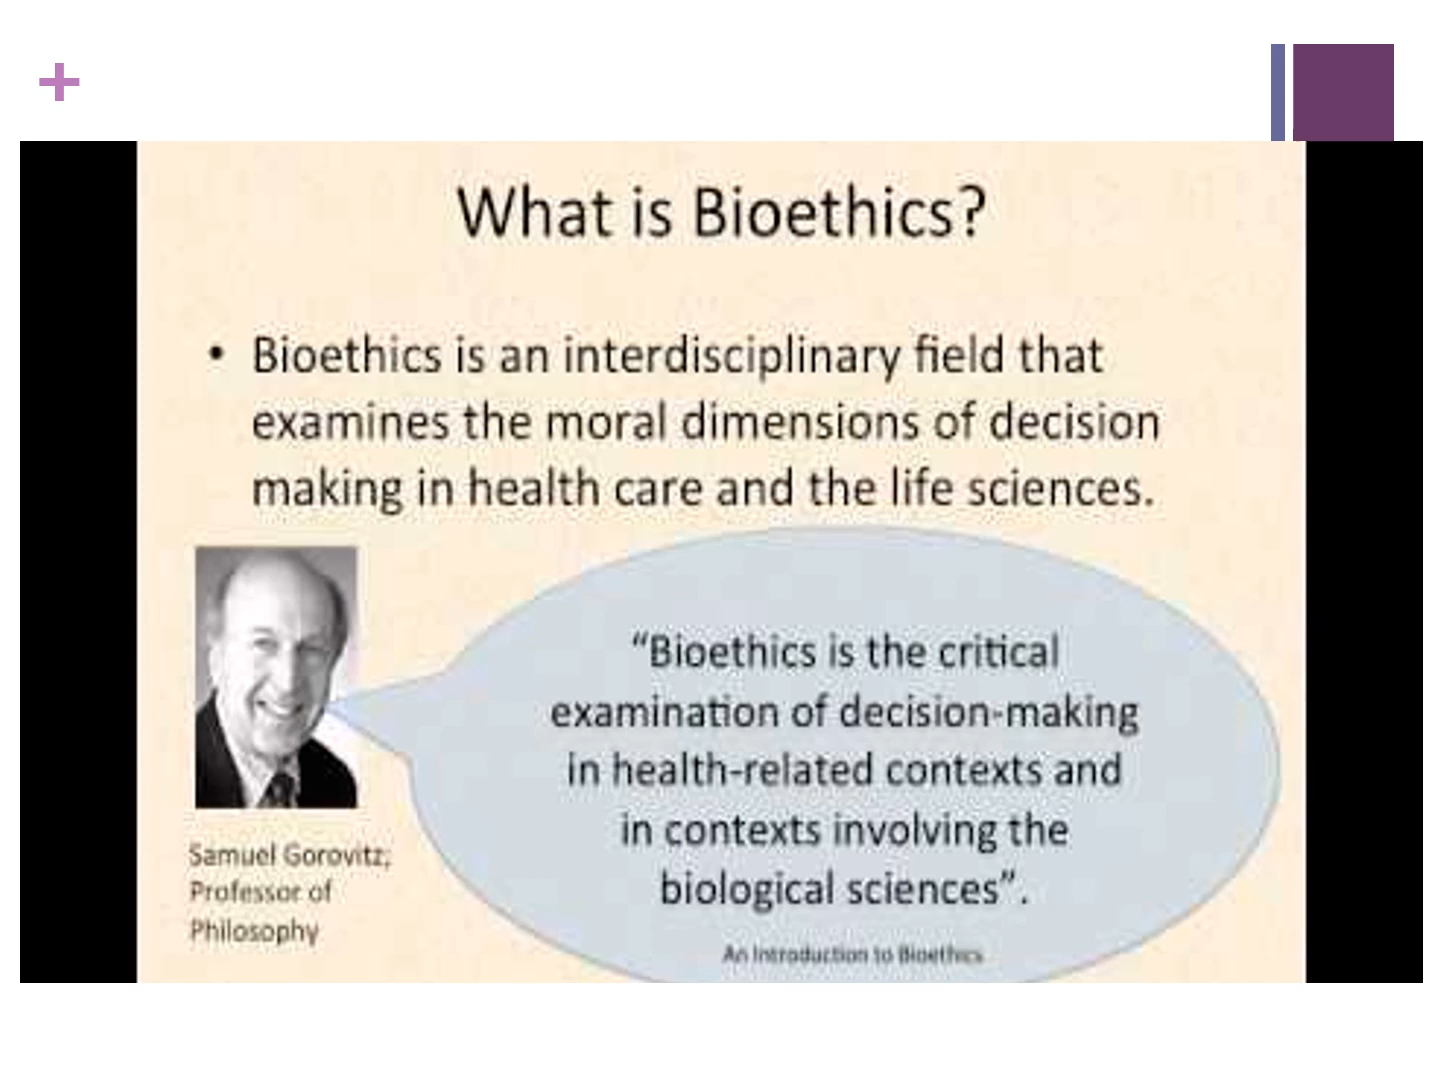 +
What is Bioethics?
• Bioethics is an interdisciplinary field that
examines the moral dimensions of decision
making in health care and the life sciences.
“Bioethics is the critical
examination of decision-making
in health-related contexts and
in contexts involving the
biological sciences”.
Samuel Gorovitz,
Professor of
Philosophy
An Introduction to Bioethics